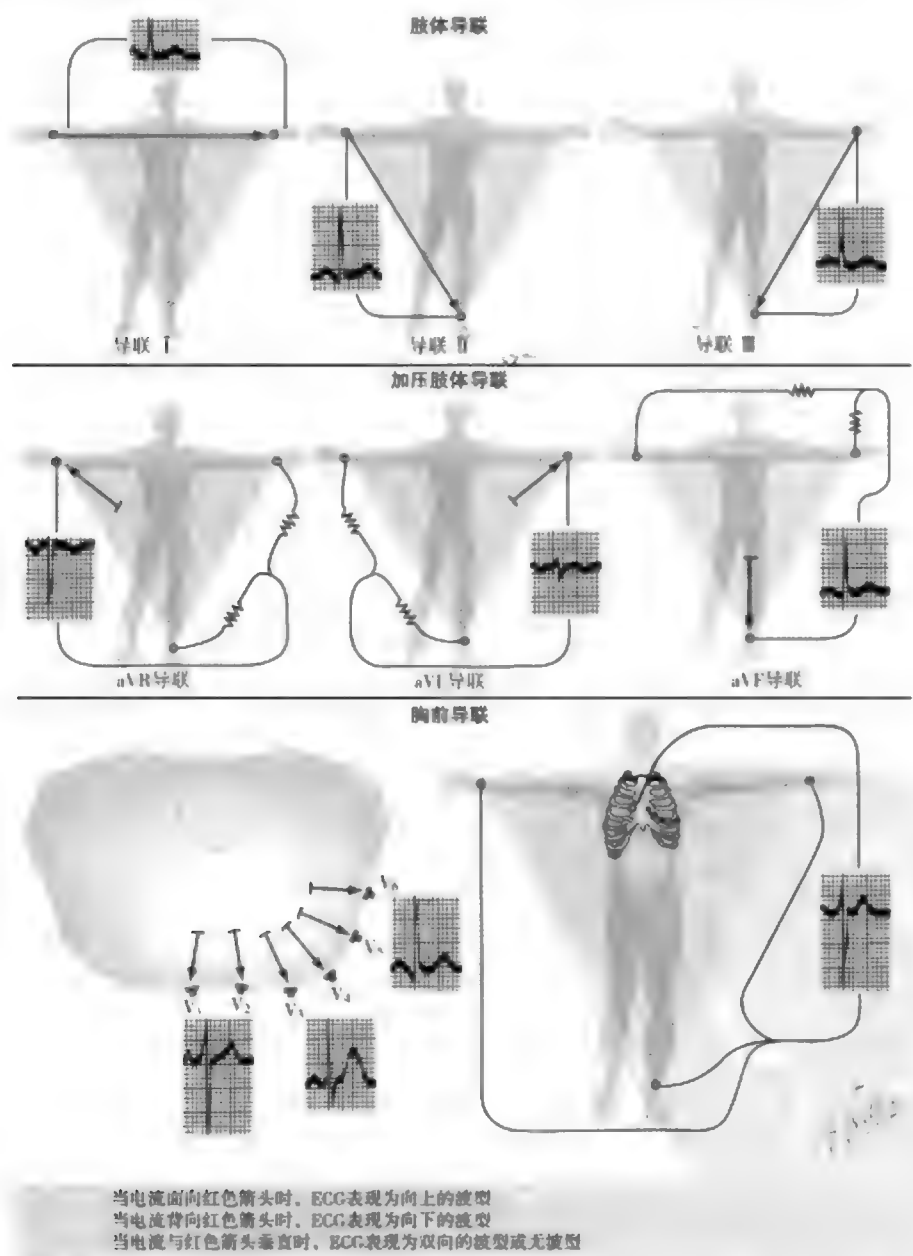 肢体导联
导联 Ⅰ
导联 Ⅱ
导联 Ⅲ
加压肢体导联
aVR导联
aVL导联
aVF导联
胸前导联
V₆
V₅
V₄
V₃
V₂
V₁
当电流面向红色箭头时，ECG表现为向上的波型
当电流背向红色箭头时，ECG表现为向下的波型
当电流与红色箭头垂直时，ECG表现为双向的波型或无波型